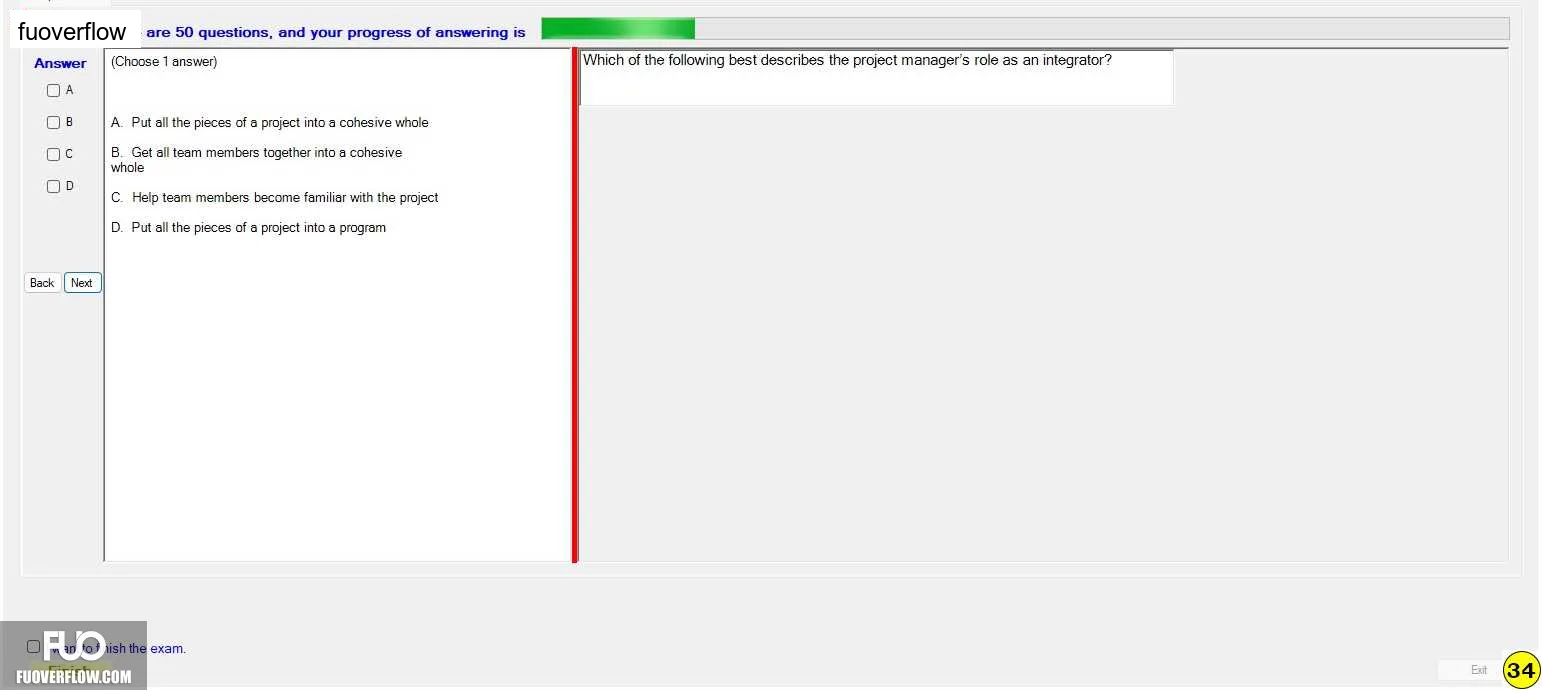 fuoverflow
are 50 questions, and your progress of answering is
Answer
A
B
C
D
Back
Next
(Choose 1 answer)
A. Put all the pieces of a project into a cohesive whole
B. Get all team members together into a cohesive
whole
C. Help team members become familiar with the project
D. Put all the pieces of a project into a program
Which of the following best describes the project manager's role as an integrator?
FUO
finish the exam.
Finish
FUOVERFLOW.COM
Exit
34